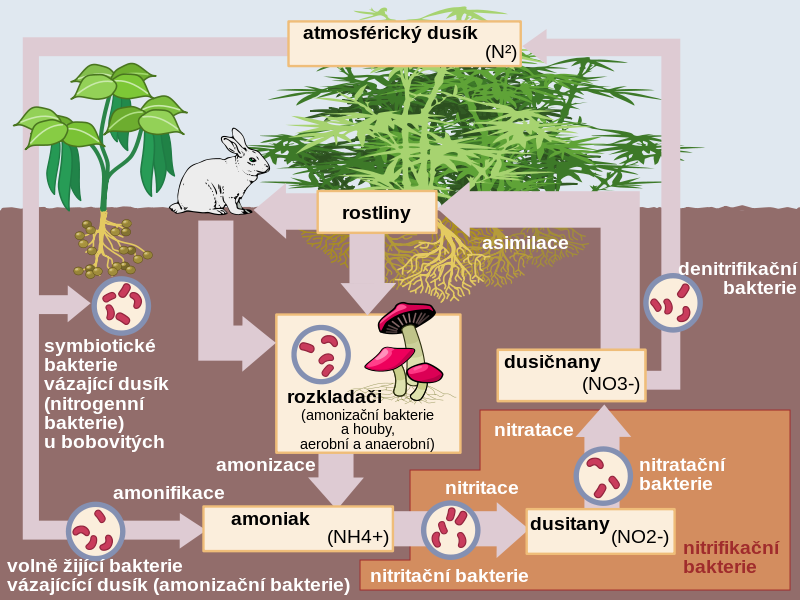 atmosférický dusík
(N²)
rostliny
asimilace
denitrifikační
bakterie
symbiotické
bakterie
vázající dusík
(nitrogenní
bakterie)
u bobovitých
rozkladači
(amonizační bakterie
a houby,
aerobní a anaerobní)
dusičnany
(NO3-)
nitratace
amonizace
nitratační
bakterie
amonifikace
nitritace
amoniak
(NH4+)
dusitany
(NO2-)
nitrifikační
bakterie
volně žijící bakterie
vázajícící dusík (amonizační bakterie)
nitritační bakterie